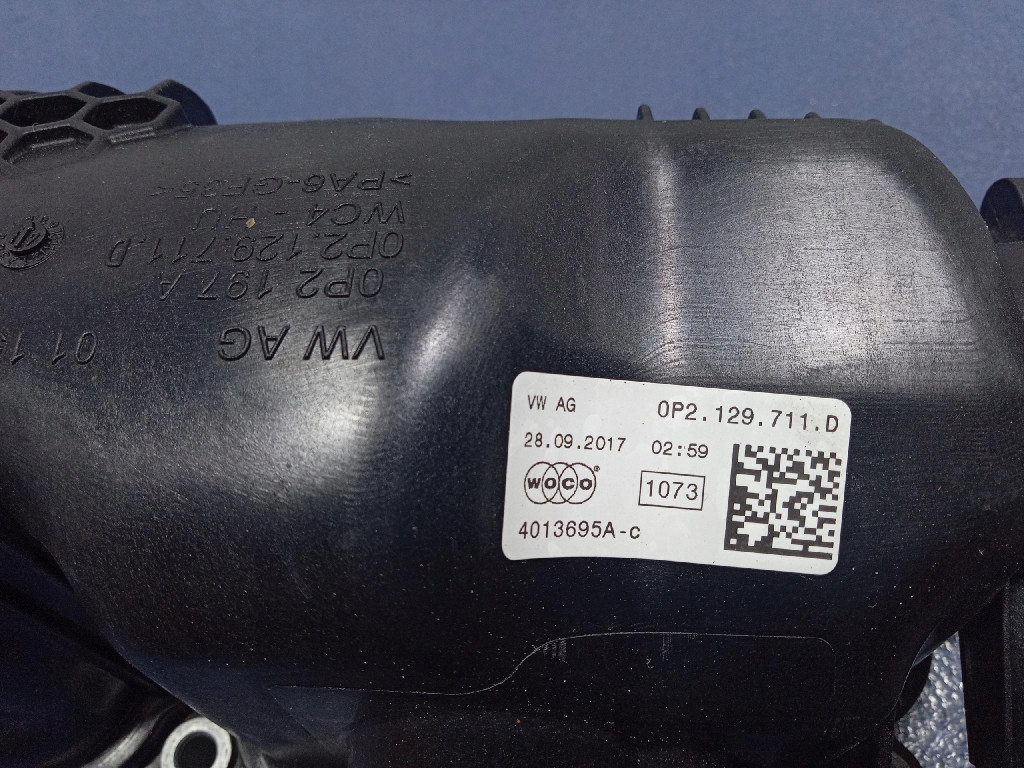 VW AG
0P2 197 A
0P2.129.711.D
WC4 - HU
>PA6-GF35<
VW AG 0P2.129.711.D
28.09.2017 02:59
WOCO® 1073
4013695A-c